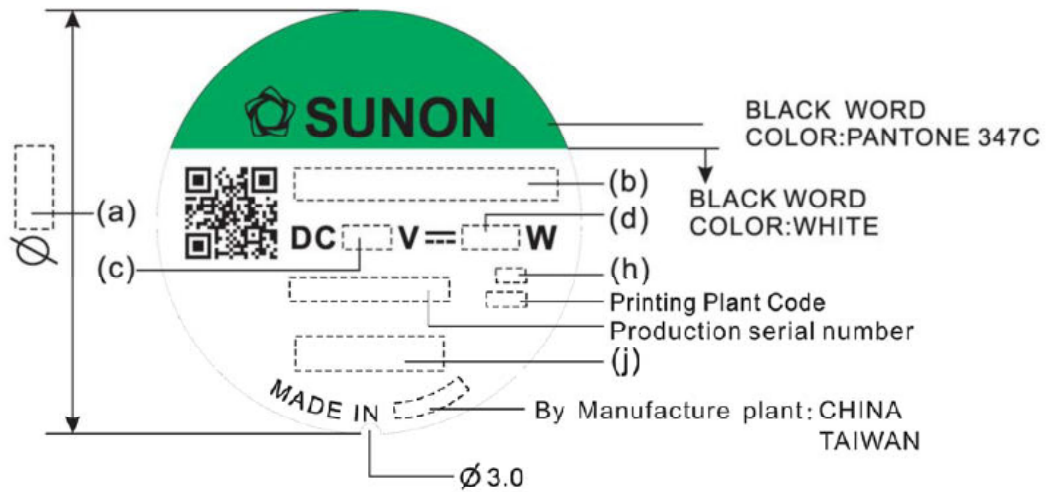 SUNON
BLACK WORD
COLOR:PANTONE 347C
(b)
BLACK WORD
COLOR:WHITE
(a)
Ø
(d)
DC V W
(c)
(h)
Printing Plant Code
Production serial number
(j)
MADE IN
By Manufacture plant: CHINA
TAIWAN
Ø 3.0